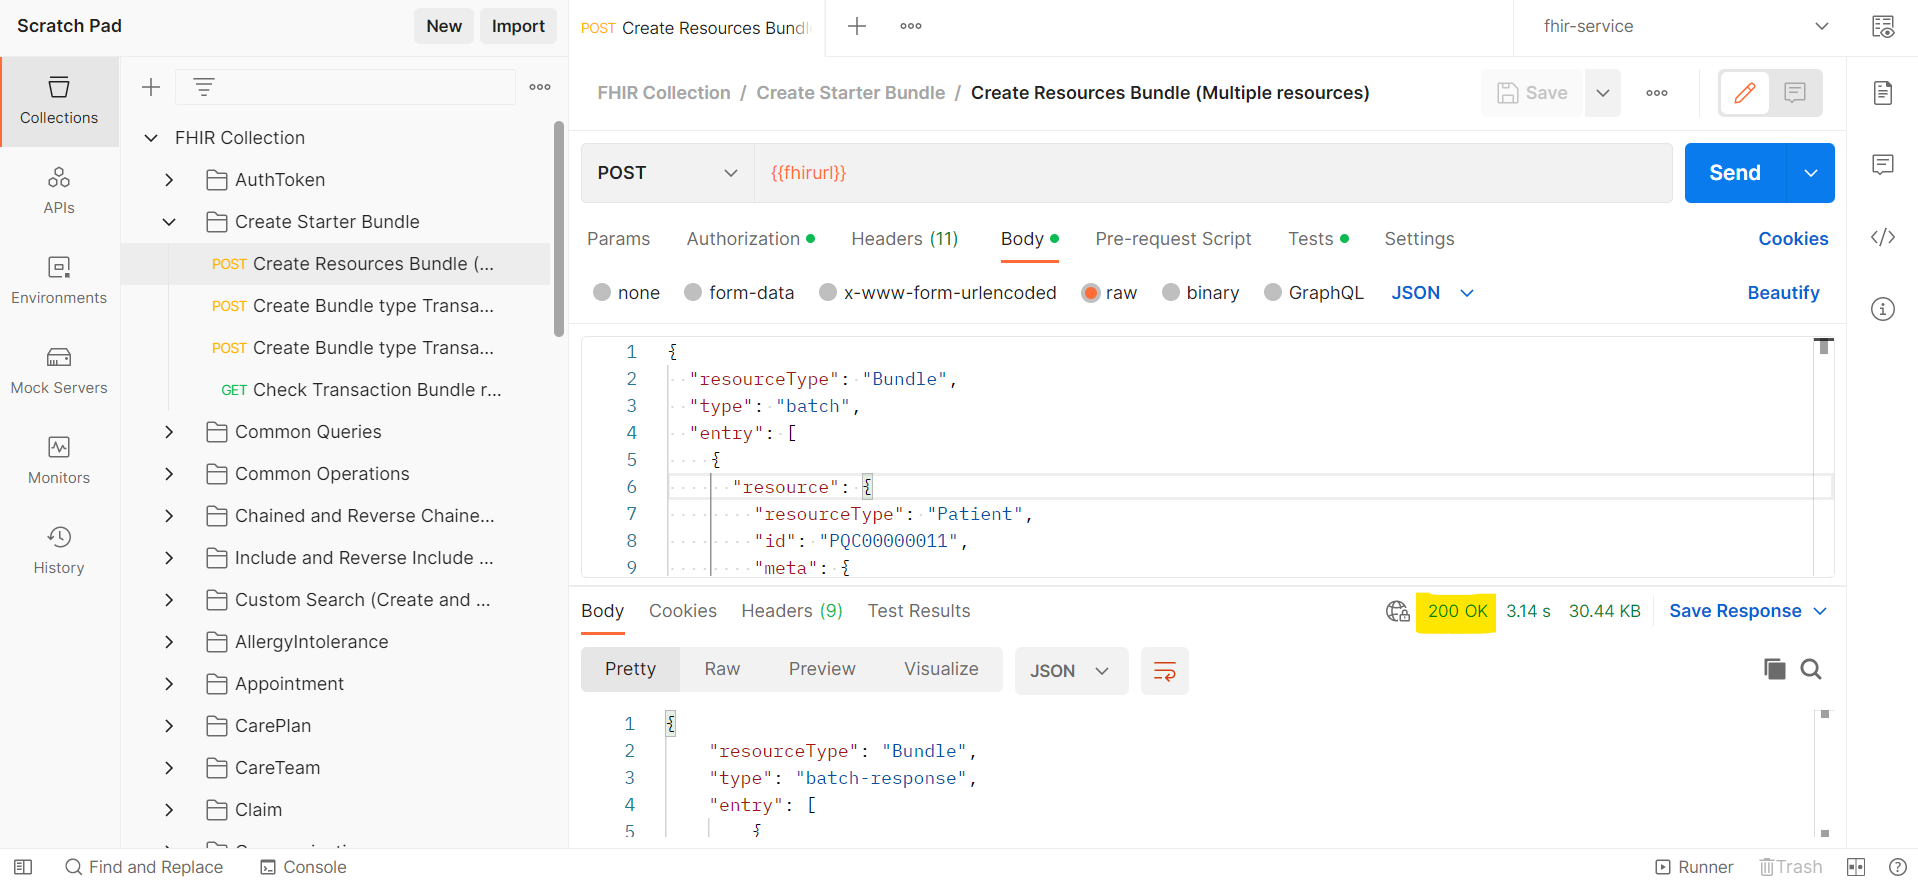 Scratch Pad
New
Import
POST Create Resources Bundl
fhir-service
Collections
APIs
Environments
Mock Servers
Monitors
History
FHIR Collection
AuthToken
Create Starter Bundle
POST Create Resources Bundle (...
POST Create Bundle type Transa...
POST Create Bundle type Transa...
GET Check Transaction Bundle r...
Common Queries
Common Operations
Chained and Reverse Chaine...
Include and Reverse Include ...
Custom Search (Create and ...
AllergyIntolerance
Appointment
CarePlan
CareTeam
Claim
FHIR Collection / Create Starter Bundle / Create Resources Bundle (Multiple resources)
Save
POST
{{fhirurl}}
Send
Params Authorization Headers (11) Body Pre-request Script Tests Settings Cookies
none form-data x-www-form-urlencoded raw binary GraphQL JSON Beautify
1 {
2 "resourceType": "Bundle",
3 "type": "batch",
4 "entry": [
5 {
6 "resource": {
7 "resourceType": "Patient",
8 "id": "PQC00000011",
9 "meta": {
Body Cookies Headers (9) Test Results 200 OK 3.14 s 30.44 KB Save Response
Pretty Raw Preview Visualize JSON
1 {
2 "resourceType": "Bundle",
3 "type": "batch-response",
4 "entry": [
5 {
Find and Replace Console Runner Trash